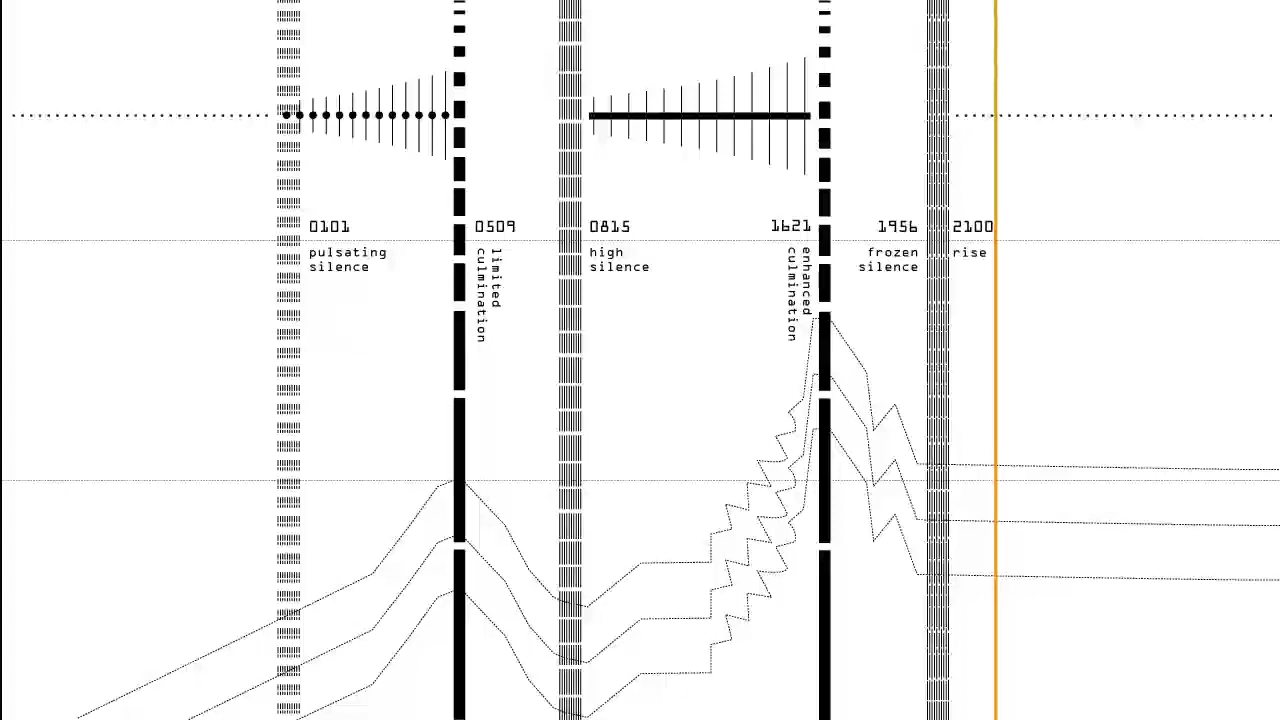 0101
pulsating
silence
0509
limited
culmination
0815
high
silence
1621
enhanced
culmination
1956
frozen
silence
2100
rise